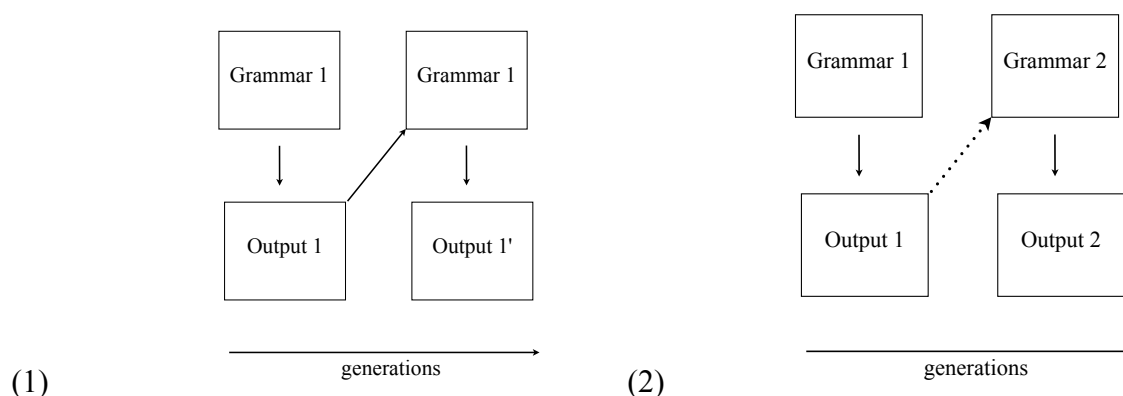 Grammar 1
Grammar 1
Output 1
Output 1'
generations
(1)
Grammar 1
Grammar 2
Output 1
Output 2
generations
(2)